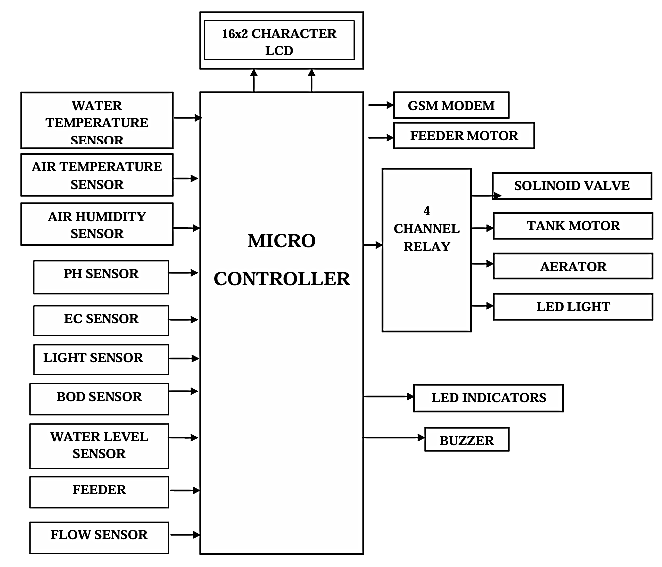 16x2 CHARACTER
LCD
WATER
TEMPERATURE
SENSOR
AIR TEMPERATURE
SENSOR
AIR HUMIDITY
SENSOR
PH SENSOR
EC SENSOR
LIGHT SENSOR
BOD SENSOR
WATER LEVEL
SENSOR
FEEDER
FLOW SENSOR
MICRO
CONTROLLER
GSM MODEM
FEEDER MOTOR
4
CHANNEL
RELAY
SOLINOID VALVE
TANK MOTOR
AERATOR
LED LIGHT
LED INDICATORS
BUZZER